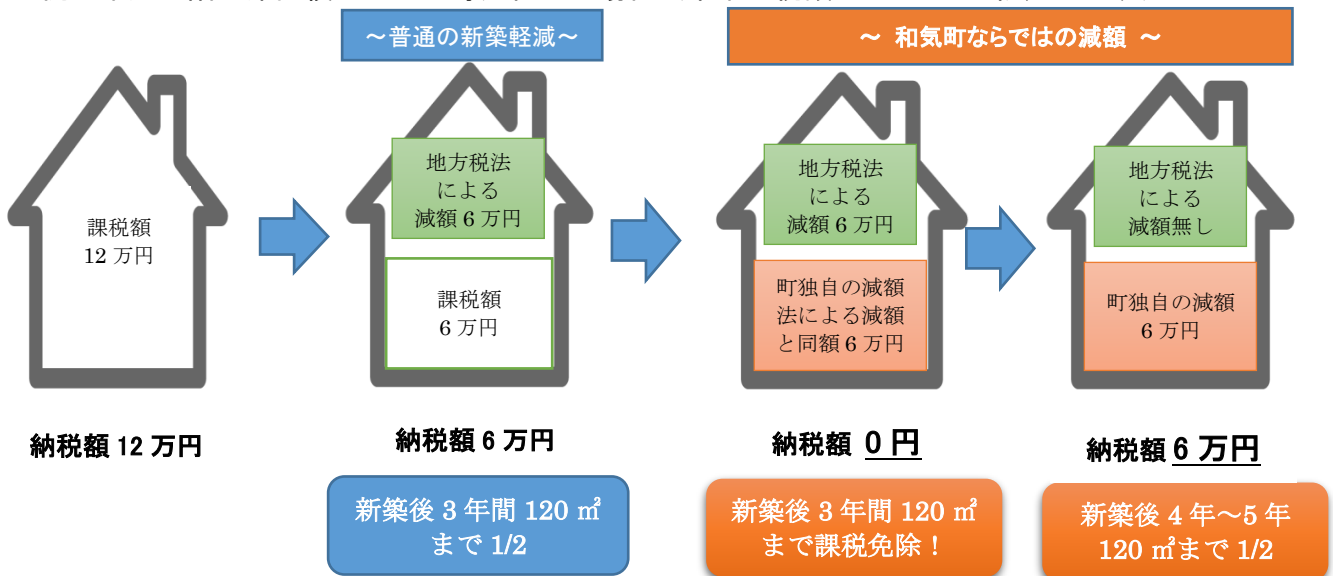 ～普通の新築軽減～
～ 和気町ならではの減額 ～
課税額
12 万円
地方税法
による
減額 6 万円
課税額
6 万円
地方税法
による
減額 6 万円
町独自の減額
法による減額
と同額 6 万円
地方税法
による
減額無し
町独自の減額
6 万円
納税額 12 万円
納税額 6 万円
納税額 0 円
納税額 6 万円
新築後 3 年間 120 ㎡
まで 1/2
新築後 3 年間 120 ㎡
まで課税免除！
新築後 4 年～5 年
120 ㎡まで 1/2